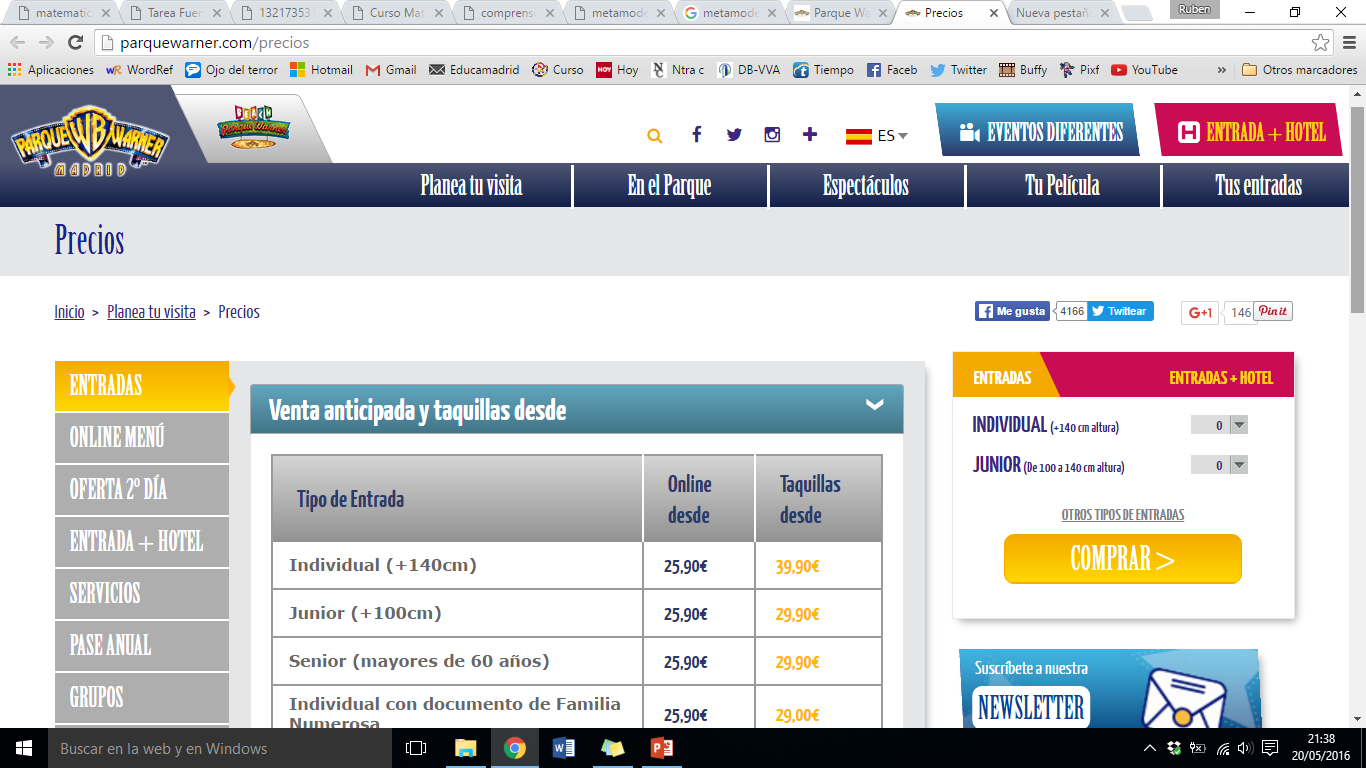 matematic
Tarea Fuen
13217353
Curso Mat
comprensi
metamode
metamode
Parque Wa
Precios
Nueva pestañ
Ruben
parquewarner.com/precios
Aplicaciones
wR WordRef
Ojo del terror
Hotmail
Gmail
Educamadrid
Curso
HOY Hoy
Ntra c
DB-VVA
Tiempo
Faceb
Twitter
Buffy
Pixf
YouTube
»
Otros marcadores
PARQUE WB WARNER
MADRID
PARQUE WARNER
ES
EVENTOS DIFERENTES
H ENTRADA + HOTEL
Planea tu visita
En el Parque
Espectáculos
Tu Película
Tus entradas
Precios
Inicio > Planea tu visita > Precios
Me gusta 4166
Twittear
G+1 146
Pin it
ENTRADAS
ONLINE MENÚ
OFERTA 2º DÍA
ENTRADA + HOTEL
SERVICIOS
PASE ANUAL
GRUPOS
Venta anticipada y taquillas desde
Tipo de Entrada
Online
desde
Taquillas
desde
Individual (+140cm) 25,90€ 39,90€
Junior (+100cm) 25,90€ 29,90€
Senior (mayores de 60 años) 25,90€ 29,90€
Individual con documento de Familia
Numerosa 25,90€ 29,00€
ENTRADAS
ENTRADAS + HOTEL
INDIVIDUAL (+140 cm altura) 0
JUNIOR (De 100 a 140 cm altura) 0
OTROS TIPOS DE ENTRADAS
COMPRAR >
Suscríbete a nuestra
NEWSLETTER
Buscar en la web y en Windows
21:38
20/05/2016